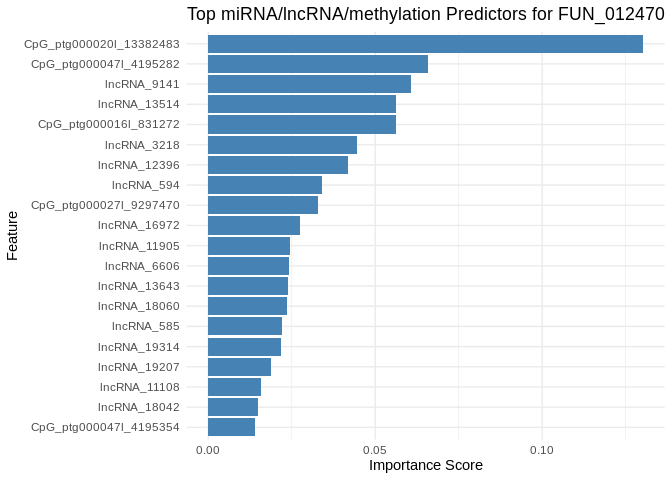 Top miRNA/lncRNA/methylation Predictors for FUN_012470
Feature
CpG_ptg000020l_13382483
CpG_ptg000047l_4195282
lncRNA_9141
lncRNA_13514
CpG_ptg000016l_831272
lncRNA_3218
lncRNA_12396
lncRNA_594
CpG_ptg000027l_9297470
lncRNA_16972
lncRNA_11905
lncRNA_6606
lncRNA_13643
lncRNA_18060
lncRNA_585
lncRNA_19314
lncRNA_19207
lncRNA_11108
lncRNA_18042
CpG_ptg000047l_4195354
0.00 0.05 0.10
Importance Score